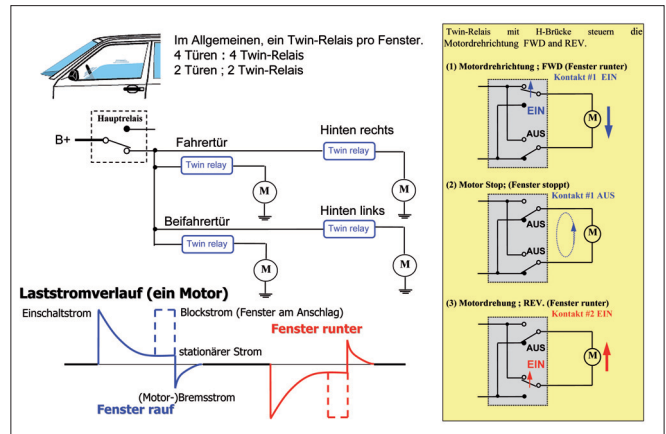 Im Allgemeinen, ein Twin-Relais pro Fenster.
4 Türen : 4 Twin-Relais
2 Türen ; 2 Twin-Relais
Hauptrelais
B+
Fahrertür
Twin relay
M
Hinten rechts
Twin relay
M
Beifahrertür
Twin relay
M
Hinten links
Twin relay
M
Laststromverlauf (ein Motor)
Einschaltstrom
Blockstrom (Fenster am Anschlag)
Fenster runter
stationärer Strom
(Motor-)Bremsstrom
Fenster rauf
Twin-Relais mit H-Brücke steuern die
Motordrehrichtung FWD and REV.
(1) Motordrehrichtung ; FWD (Fenster runter)
Kontakt #1 EIN
EIN
M
AUS
(2) Motor Stop; (Fenster stoppt)
Kontakt #1 AUS
AUS
M
AUS
(3) Motordrehung ; REV. (Fenster runter)
Kontakt #2 EIN
AUS
M
EIN